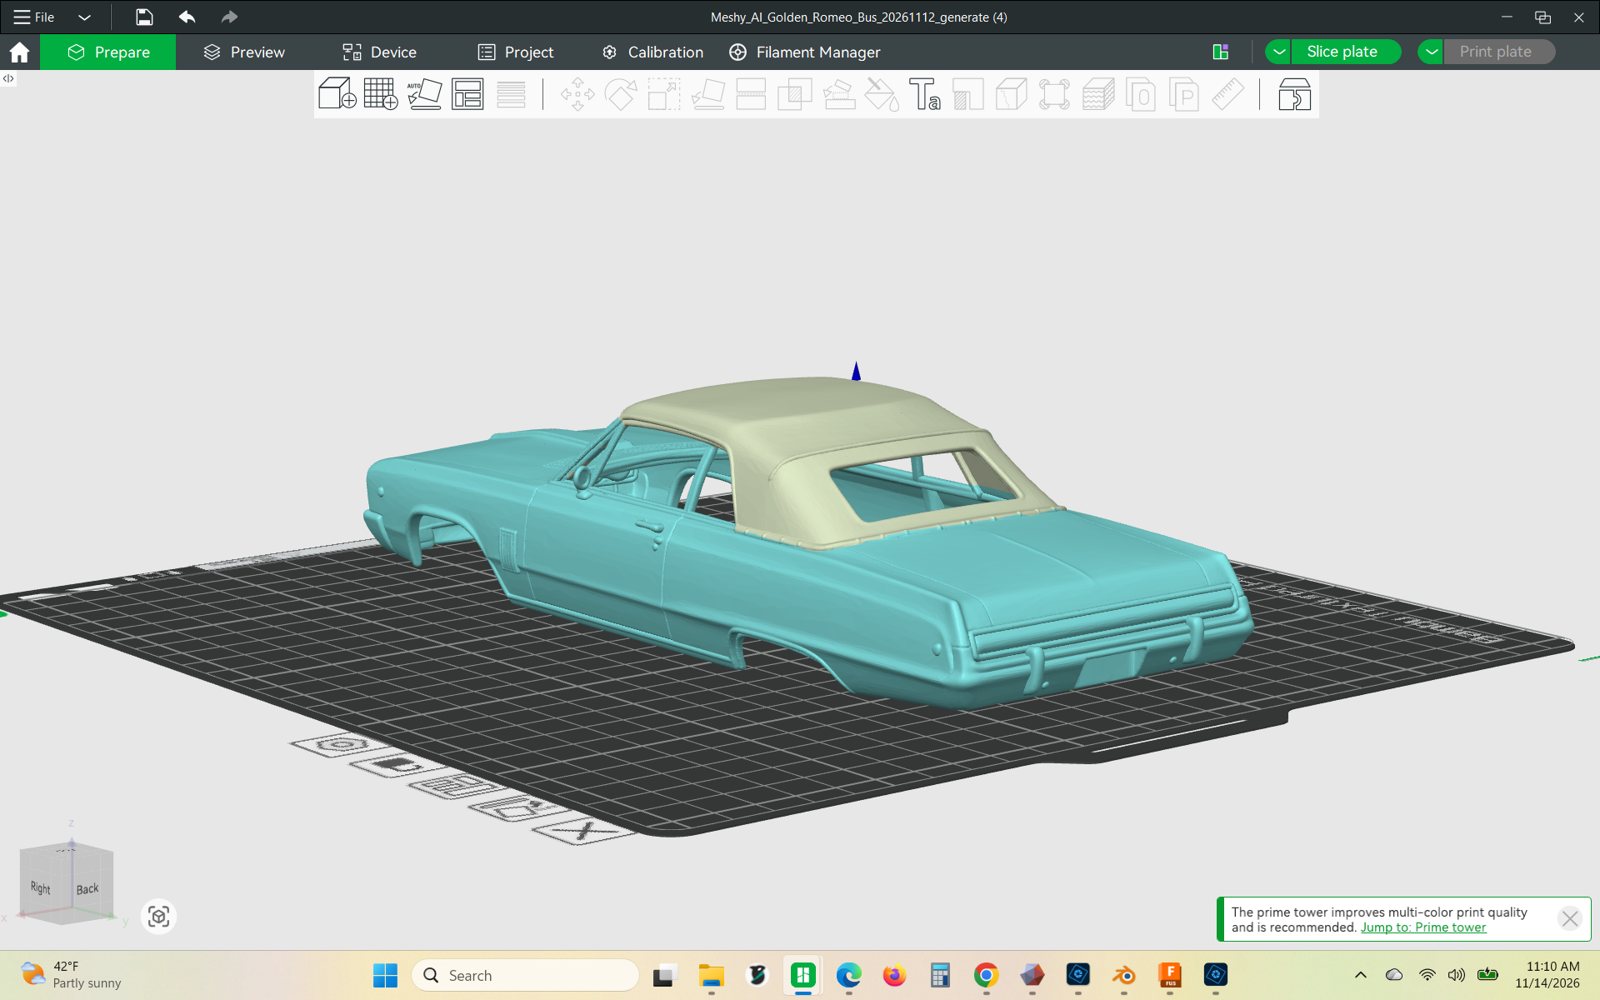 File
Meshy_AI_Golden_Romeo_Bus_20261112_generate (4)
Prepare
Preview
Device
Project
Calibration
Filament Manager
Slice plate
Print plate
AUTO
Ta
z
Right
Back
x
y
The prime tower improves multi-color print quality
and is recommended. Jump to: Prime tower
42°F
Partly sunny
Search
11:10 AM
11/14/2026